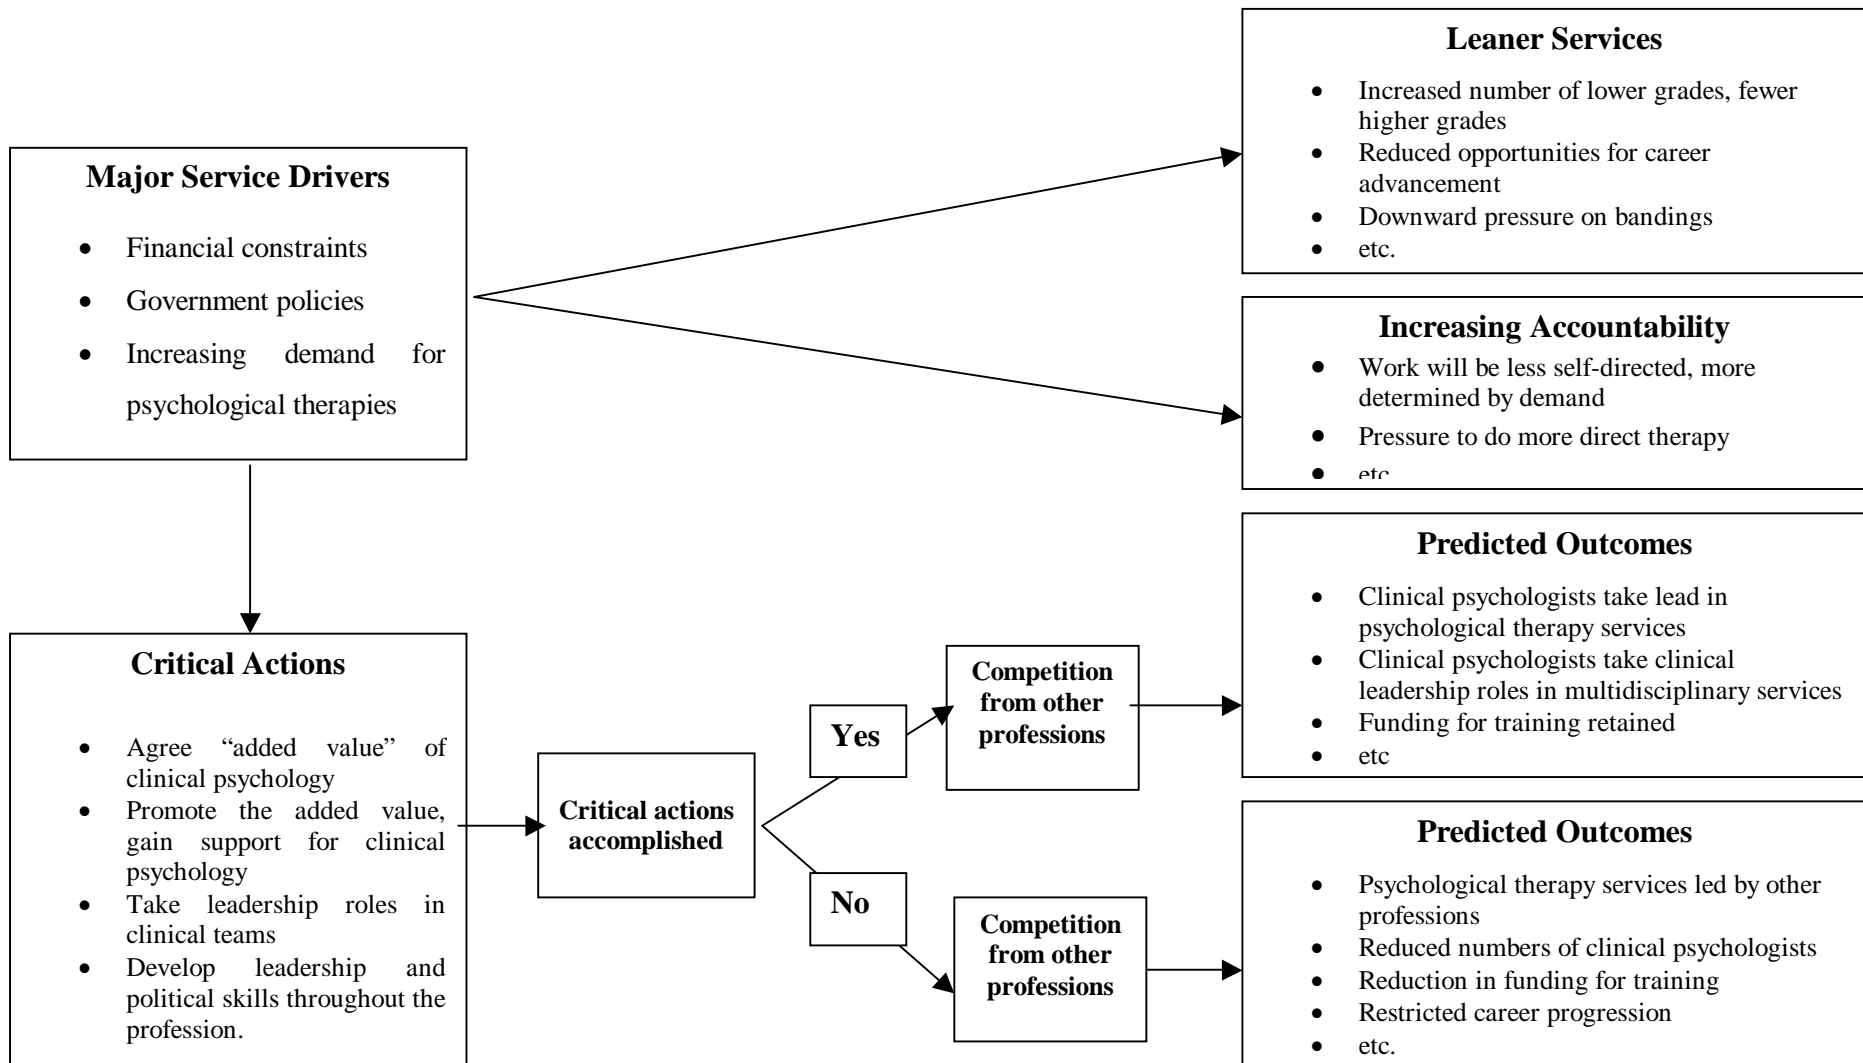 Major Service Drivers
• Financial constraints
• Government policies
• Increasing demand for
psychological therapies
Leaner Services
• Increased number of lower grades, fewer
higher grades
• Reduced opportunities for career
advancement
• Downward pressure on bandings
• etc.
Increasing Accountability
• Work will be less self-directed, more
determined by demand
• Pressure to do more direct therapy
• etc
Critical Actions
• Agree “added value” of
clinical psychology
• Promote the added value,
gain support for clinical
psychology
• Take leadership roles in
clinical teams
• Develop leadership and
political skills throughout the
profession.
Critical actions
accomplished
Yes
Competition
from other
professions
Predicted Outcomes
• Clinical psychologists take lead in
psychological therapy services
• Clinical psychologists take clinical
leadership roles in multidisciplinary services
• Funding for training retained
• etc
No
Competition
from other
professions
Predicted Outcomes
• Psychological therapy services led by other
professions
• Reduced numbers of clinical psychologists
• Reduction in funding for training
• Restricted career progression
• etc.